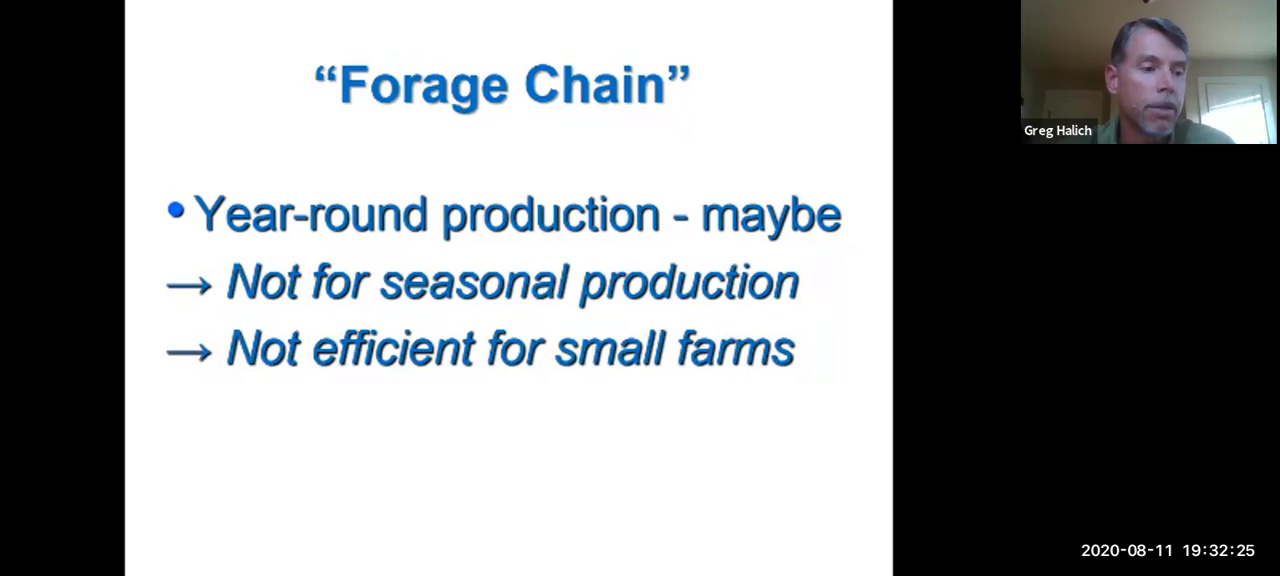 “Forage Chain”
Greg Halich
• Year-round production - maybe
→ Not for seasonal production
→ Not efficient for small farms
2020-08-11 19:32:25